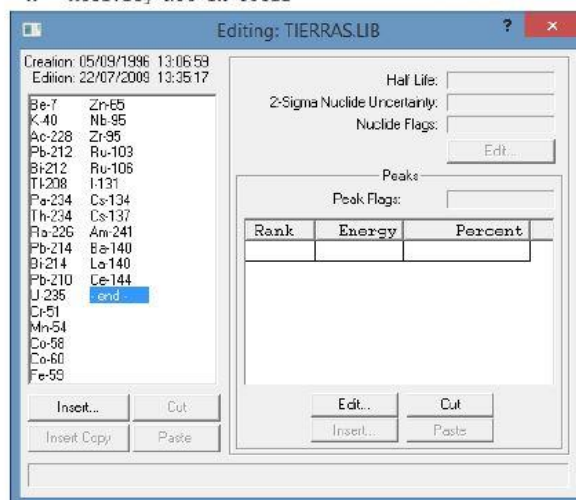 Editing: TIERRAS.LIB
?
×
Creation: 05/09/1996 13:06:59
Edition: 22/07/2009 13:35:17
Be-7 Zn-65
K-40 Nb-95
Ac-228 Zr-95
Pb-212 Ru-103
Bi-212 Ru-106
Tl-208 I-131
Pa-234 Cs-134
Th-234 Cs-137
Ra-226 Am-241
Pb-214 Ba-140
Bi-214 La-140
Pb-210 Ce-144
U-235 - end -
Cr-51
Mn-54
Co-58
Co-60
Fe-59
Insert... Cut
Insert Copy Paste
Half Life:
2-Sigma Nuclide Uncertainty:
Nuclide Flags:
Edit...
Peaks
Peak Flags:
Rank Energy Percent
Edit... Cut
Insert... Paste